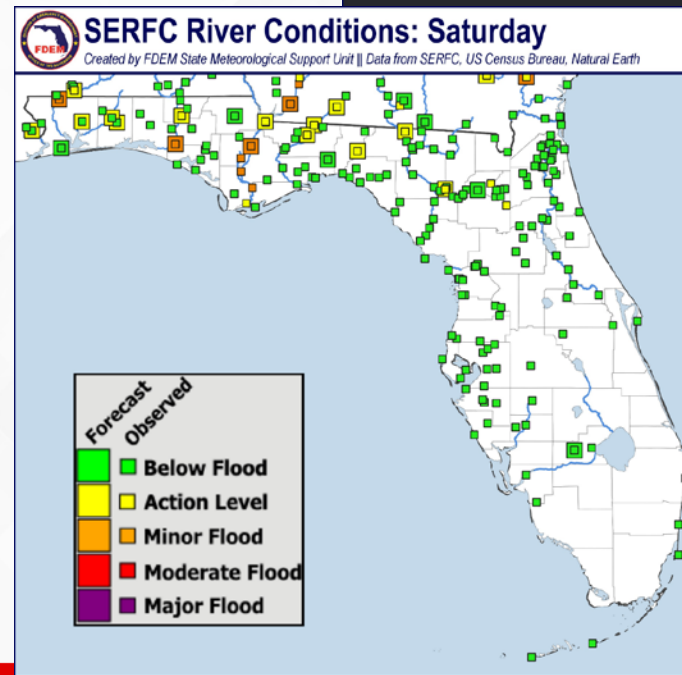 FDEM
SERFC River Conditions: Saturday
Created by FDEM State Meteorological Support Unit || Data from SERFC, US Census Bureau, Natural Earth
Forecast
Observed
Below Flood
Action Level
Minor Flood
Moderate Flood
Major Flood